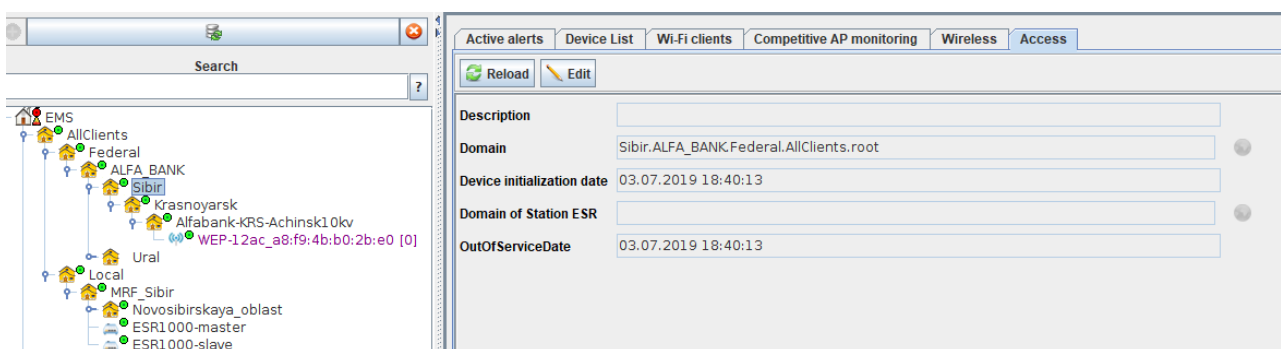 Search
?
EMS
AllClients
Federal
ALFA_BANK
Sibir
Krasnoyarsk
Alfabank-KRS-Achinsk10kv
WEP-12ac_a8:f9:4b:b0:2b:e0 [0]
Ural
Local
MRF_Sibir
Novosibirskaya_oblast
ESR1000-master
ESR1000-slave
Active alerts Device List Wi-Fi clients Competitive AP monitoring Wireless Access
Reload Edit
Description
Domain Sibir.ALFA_BANK.Federal.AllClients.root
Device initialization date 03.07.2019 18:40:13
Domain of Station ESR
OutOfServiceDate 03.07.2019 18:40:13